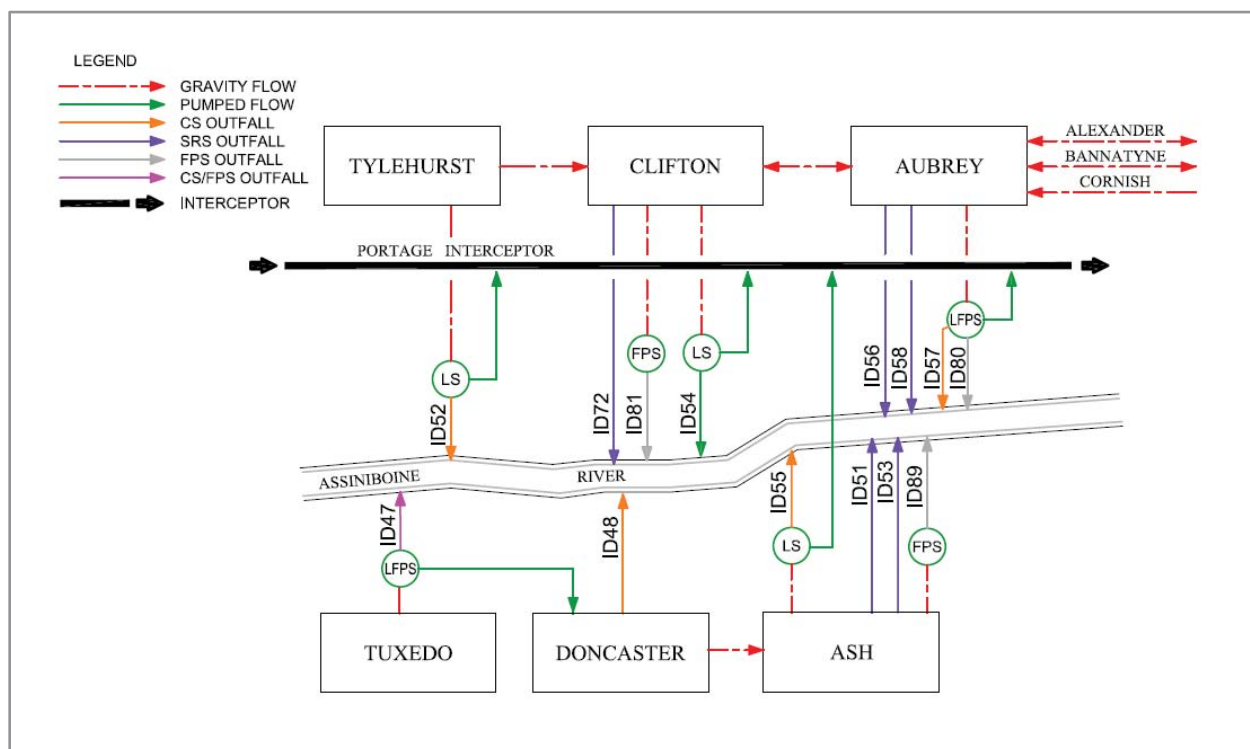 LEGEND
GRAVITY FLOW
PUMPED FLOW
CS OUTFALL
SRS OUTFALL
FPS OUTFALL
CS/FPS OUTFALL
INTERCEPTOR
TYLEHURST
CLIFTON
AUBREY
ALEXANDER
BANNATYNE
CORNISH
PORTAGE INTERCEPTOR
LS
FPS
LS
LFPS
ID52
ID72
ID81
ID54
ID56
ID58
ID57
ID80
ASSINIBOINE RIVER
ID47
ID48
ID55
ID51
ID53
ID89
LFPS
LS
FPS
TUXEDO
DONCASTER
ASH